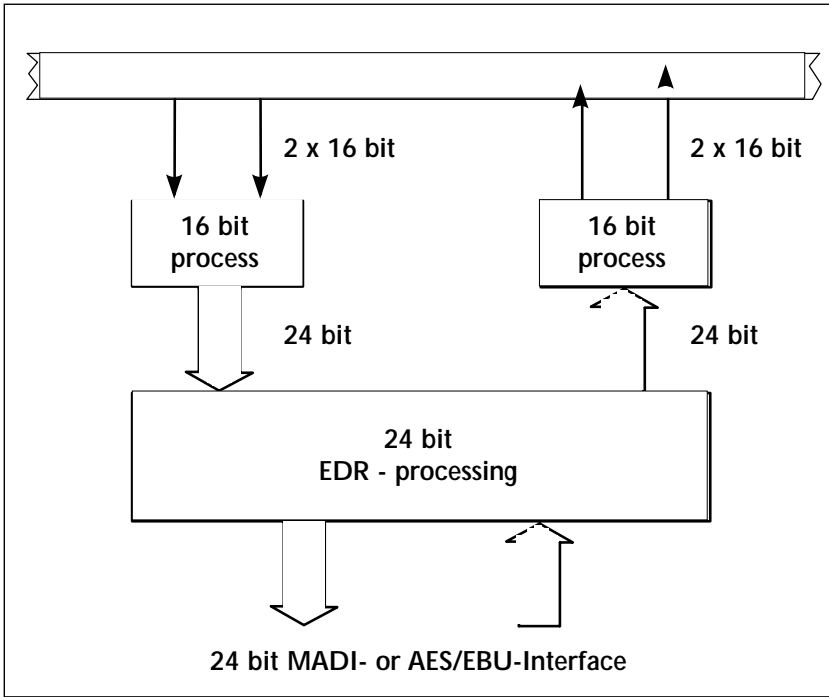 2 x 16 bit
2 x 16 bit
16 bit
process
16 bit
process
24 bit
24 bit
24 bit
EDR - processing
24 bit MADI- or AES/EBU-Interface